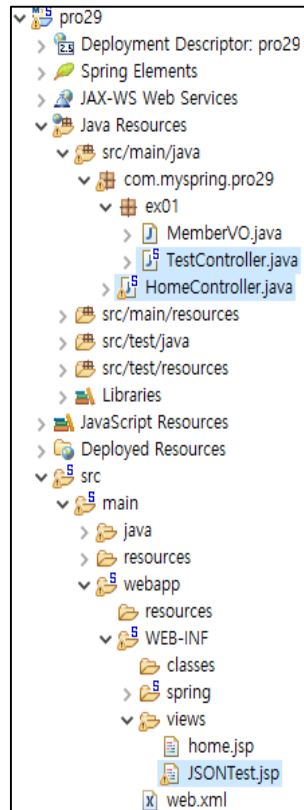 pro29
Deployment Descriptor: pro29
Spring Elements
JAX-WS Web Services
Java Resources
src/main/java
com.myspring.pro29
ex01
MemberVO.java
TestController.java
HomeController.java
src/main/resources
src/test/java
src/test/resources
Libraries
JavaScript Resources
Deployed Resources
src
main
java
resources
webapp
resources
WEB-INF
classes
spring
views
home.jsp
JSONTest.jsp
web.xml